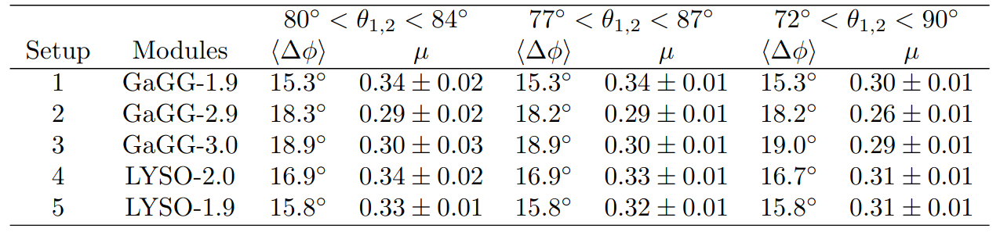 80° < θ1,2 < 84° 77° < θ1,2 < 87° 72° < θ1,2 < 90°
Setup Modules ⟨Δϕ⟩ μ ⟨Δϕ⟩ μ ⟨Δϕ⟩ μ
1 GaGG-1.9 15.3° 0.34 ± 0.02 15.3° 0.34 ± 0.01 15.3° 0.30 ± 0.01
2 GaGG-2.9 18.3° 0.29 ± 0.02 18.2° 0.29 ± 0.01 18.2° 0.26 ± 0.01
3 GaGG-3.0 18.9° 0.30 ± 0.03 18.9° 0.30 ± 0.01 19.0° 0.29 ± 0.01
4 LYSO-2.0 16.9° 0.34 ± 0.02 16.9° 0.33 ± 0.01 16.7° 0.31 ± 0.01
5 LYSO-1.9 15.8° 0.33 ± 0.01 15.8° 0.32 ± 0.01 15.8° 0.31 ± 0.01